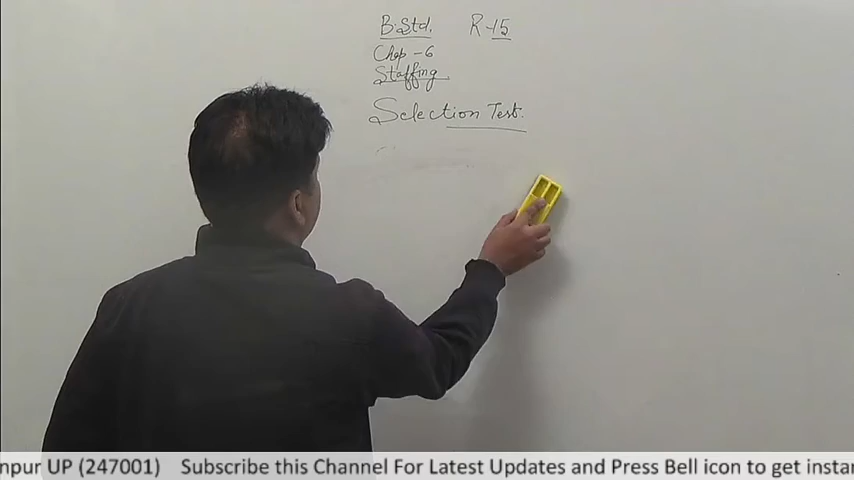 B.Std. R-15
Chap-6
Staffing
Selection Test.
npur UP (247001) Subscribe this Channel For Latest Updates and Press Bell icon to get instan